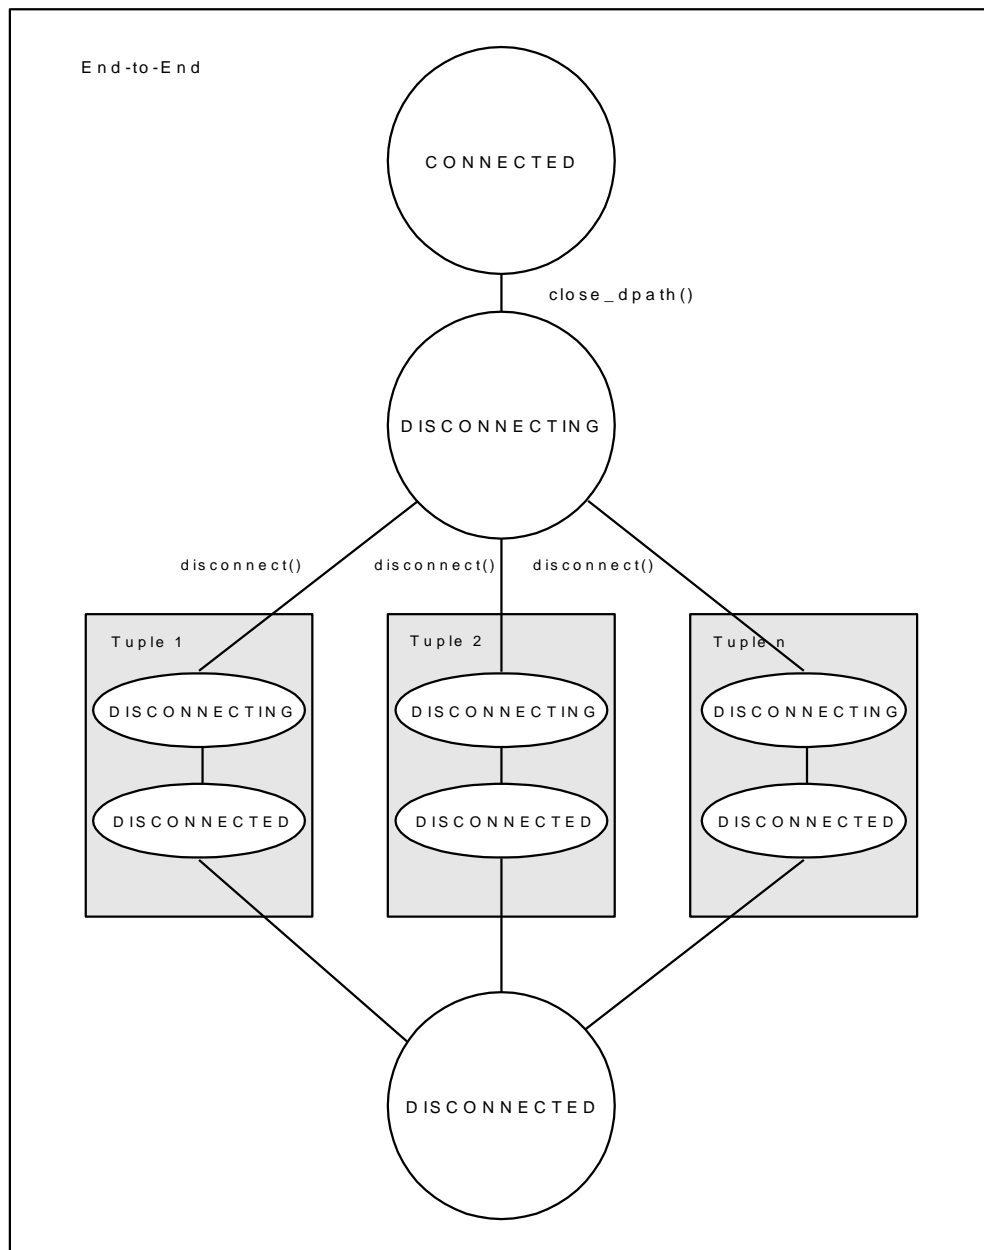 End-to-End
CONNECTED
close_dpath()
DISCONNECTING
disconnect() disconnect() disconnect()
Tuple 1 Tuple 2 Tuple n
DISCONNECTING DISCONNECTING DISCONNECTING
DISCONNECTED DISCONNECTED DISCONNECTED
DISCONNECTED